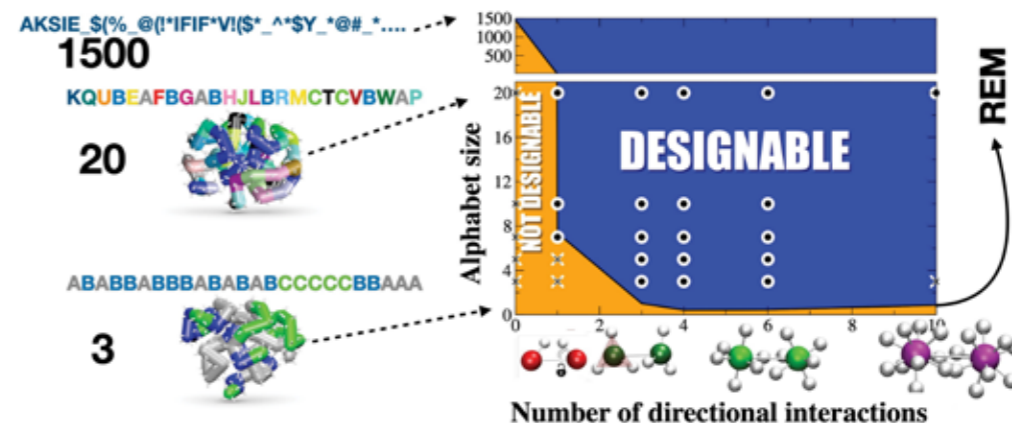 AKSIE_$(%_@(!*IFIF*V!($*_^*$Y_*@#_*....
1500
KQUBEAFBGABHJLBRMCTCVBWAP
20
ABABBABBBABABABCCCCCBBAAA
3
1500
1000
500
20
16
12
8
4
0
Alphabet size
NOT DESIGNABLE
DESIGNABLE
REM
0 2 4 6 8 10
Number of directional interactions